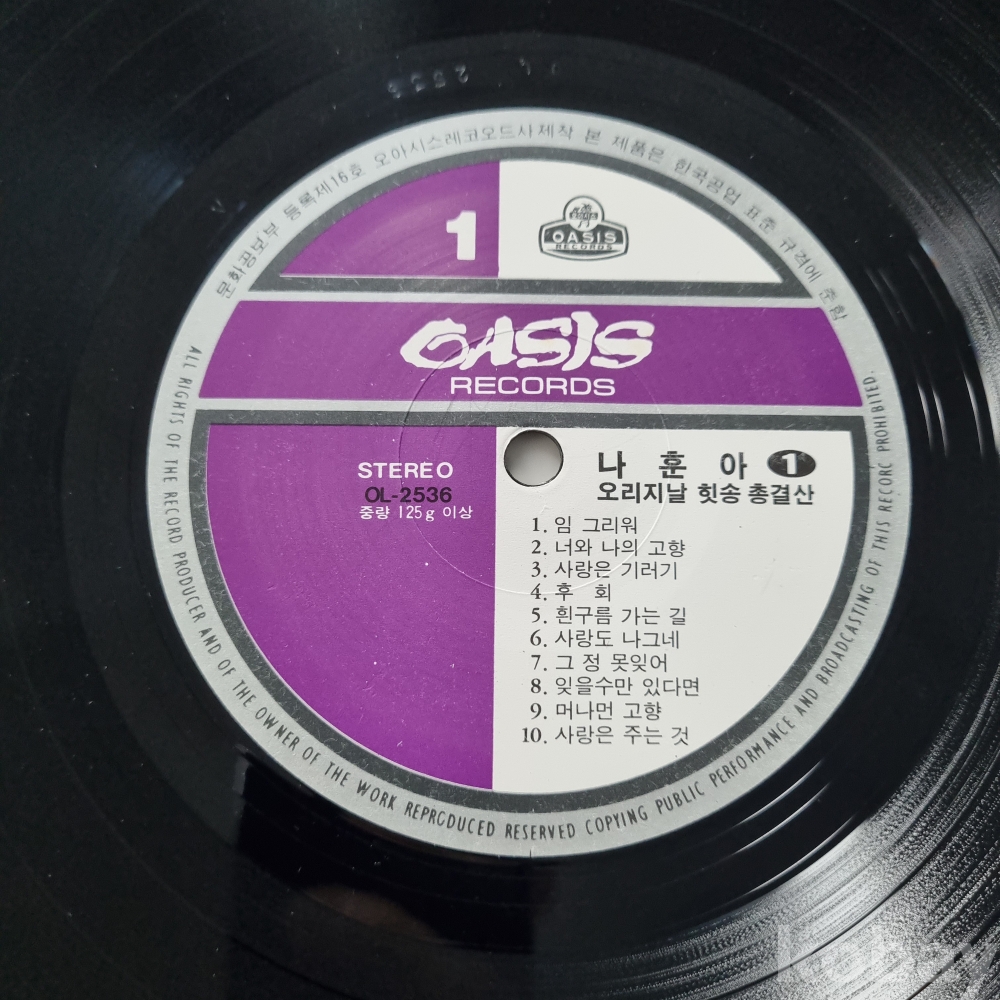 2536
문화공보부 등록제16호 오아시스레코오드사제작 본 제품은 한국공업 표준 규격에 준함
1
OASIS
RECORDS
OASIS
RECORDS
STEREO
OL-2536
중량 125g 이상
나 훈 아 1
오리지날 힛송 총결산
1. 임 그리워
2. 너와 나의 고향
3. 사랑은 기러기
4. 후 회
5. 흰구름 가는 길
6. 사랑도 나그네
7. 그 정 못잊어
8. 잊을수만 있다면
9. 머나먼 고향
10. 사랑은 주는 것
ALL RIGHTS OF THE RECORD PRODUCER AND OF THE OWNER OF THE WORK REPRODUCED RESERVED COPYING PUBLIC PERFORMANCE AND BROADCASTING OF THIS RECORC PROHIBITED.
kobay